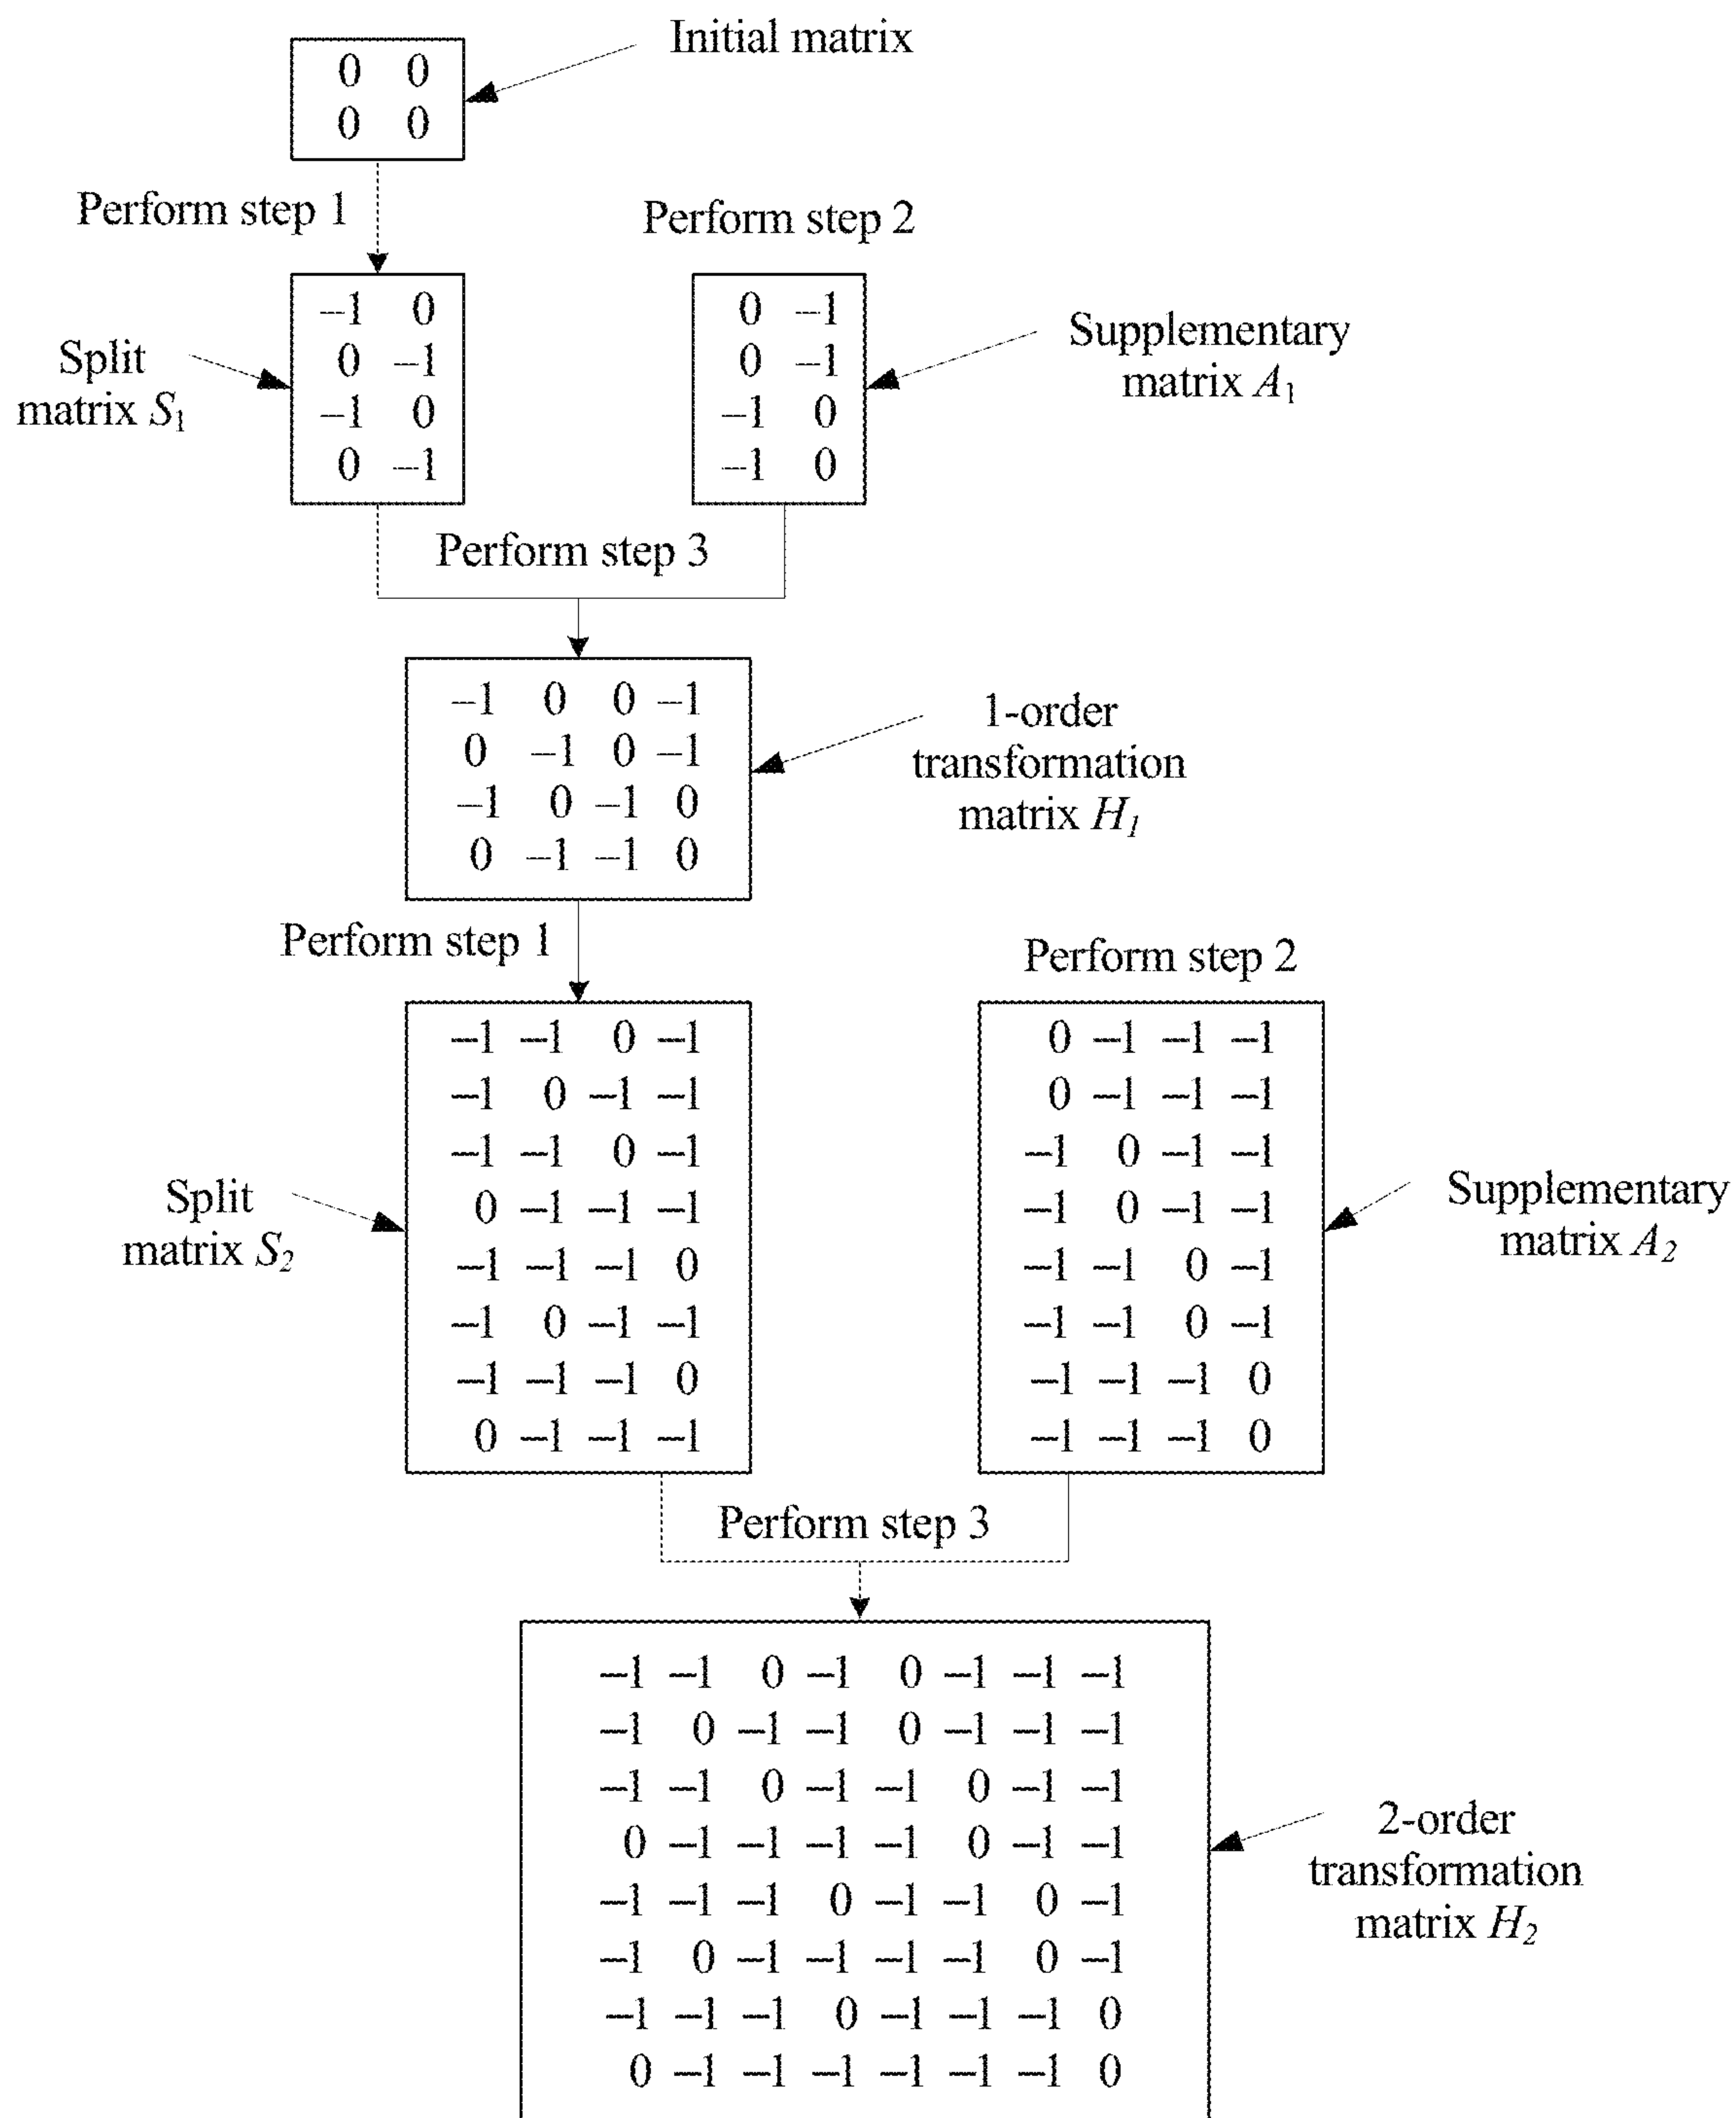 Initial matrix
0 0
0 0
Perform step 1
Perform step 2
–1 0
0 –1
–1 0
0 –1
Split
matrix S1
0 –1
0 –1
–1 0
–1 0
Supplementary
matrix A1
Perform step 3
–1 0 0 –1
0 –1 0 –1
–1 0 –1 0
0 –1 –1 0
1-order
transformation
matrix H1
Perform step 1
Perform step 2
–1 –1 0 –1
–1 0 –1 –1
–1 –1 0 –1
0 –1 –1 –1
–1 –1 –1 0
–1 0 –1 –1
–1 –1 –1 0
0 –1 –1 –1
Split
matrix S2
0 –1 –1 –1
0 –1 –1 –1
–1 0 –1 –1
–1 0 –1 –1
–1 –1 0 –1
–1 –1 0 –1
–1 –1 –1 0
–1 –1 –1 0
Supplementary
matrix A2
Perform step 3
–1 –1 0 –1 0 –1 –1 –1
–1 0 –1 –1 0 –1 –1 –1
–1 –1 0 –1 –1 0 –1 –1
0 –1 –1 –1 –1 0 –1 –1
–1 –1 –1 0 –1 –1 0 –1
–1 0 –1 –1 –1 –1 0 –1
–1 –1 –1 0 –1 –1 –1 0
0 –1 –1 –1 –1 –1 –1 0
2-order
transformation
matrix H2